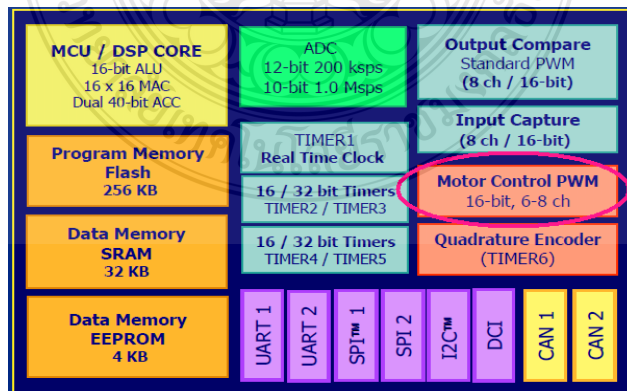 MCU / DSP CORE
16-bit ALU
16 x 16 MAC
Dual 40-bit ACC
Program Memory
Flash
256 KB
Data Memory
SRAM
32 KB
Data Memory
EEPROM
4 KB
ADC
12-bit 200 ksps
10-bit 1.0 Msps
TIMER1
Real Time Clock
16 / 32 bit Timers
TIMER2 / TIMER3
16 / 32 bit Timers
TIMER4 / TIMER5
Output Compare
Standard PWM
(8 ch / 16-bit)
Input Capture
(8 ch / 16-bit)
Motor Control PWM
16-bit, 6-8 ch
Quadrature Encoder
(TIMER6)
UART 1
UART 2
SPI™ 1
SPI 2
I2C™
DCI
CAN 1
CAN 2